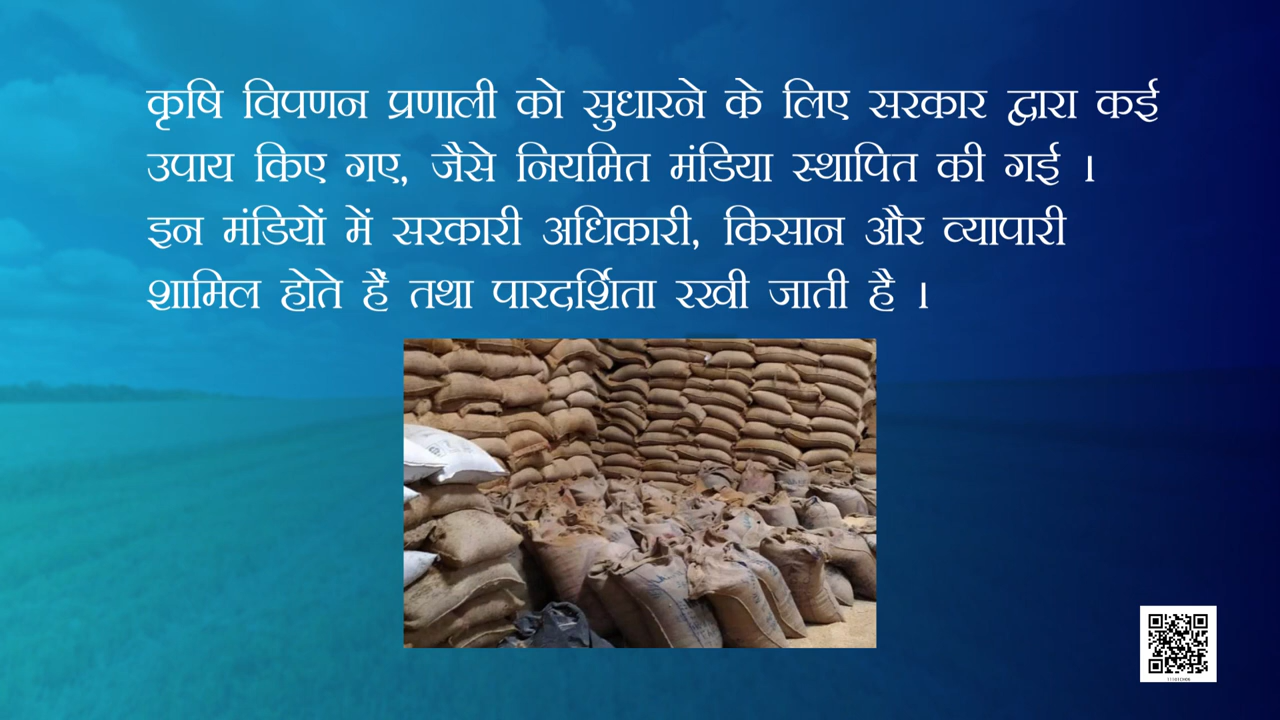 कृषि विपणन प्रणाली को सुधारने के लिए सरकार द्वारा कई
उपाय किए गए, जैसे नियमित मंडिया स्थापित की गई ।
इन मंडियों में सरकारी अधिकारी, किसान और व्यापारी
शामिल होते हैं तथा पारदर्शिता रखी जाती है ।